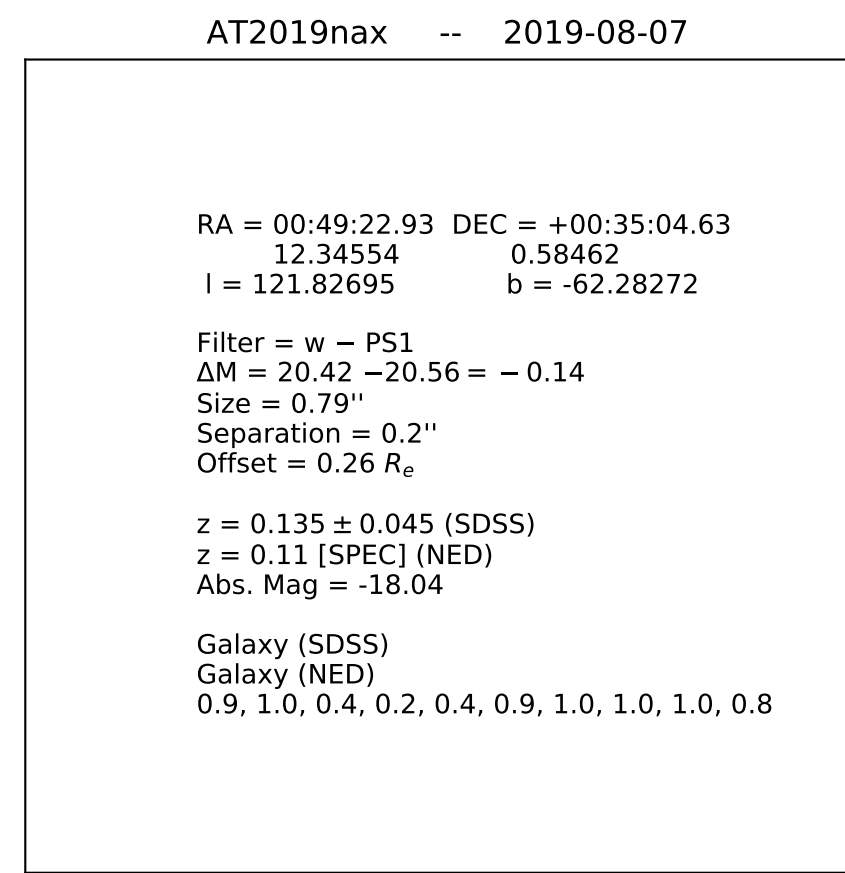 AT2019nax -- 2019-08-07
RA = 00:49:22.93 DEC = +00:35:04.63
12.34554 0.58462
l = 121.82695 b = -62.28272
Filter = w − PS1
ΔM = 20.42 −20.56 = − 0.14
Size = 0.79''
Separation = 0.2''
Offset = 0.26 Rₑ
z = 0.135 ± 0.045 (SDSS)
z = 0.11 [SPEC] (NED)
Abs. Mag = -18.04
Galaxy (SDSS)
Galaxy (NED)
0.9, 1.0, 0.4, 0.2, 0.4, 0.9, 1.0, 1.0, 1.0, 0.8